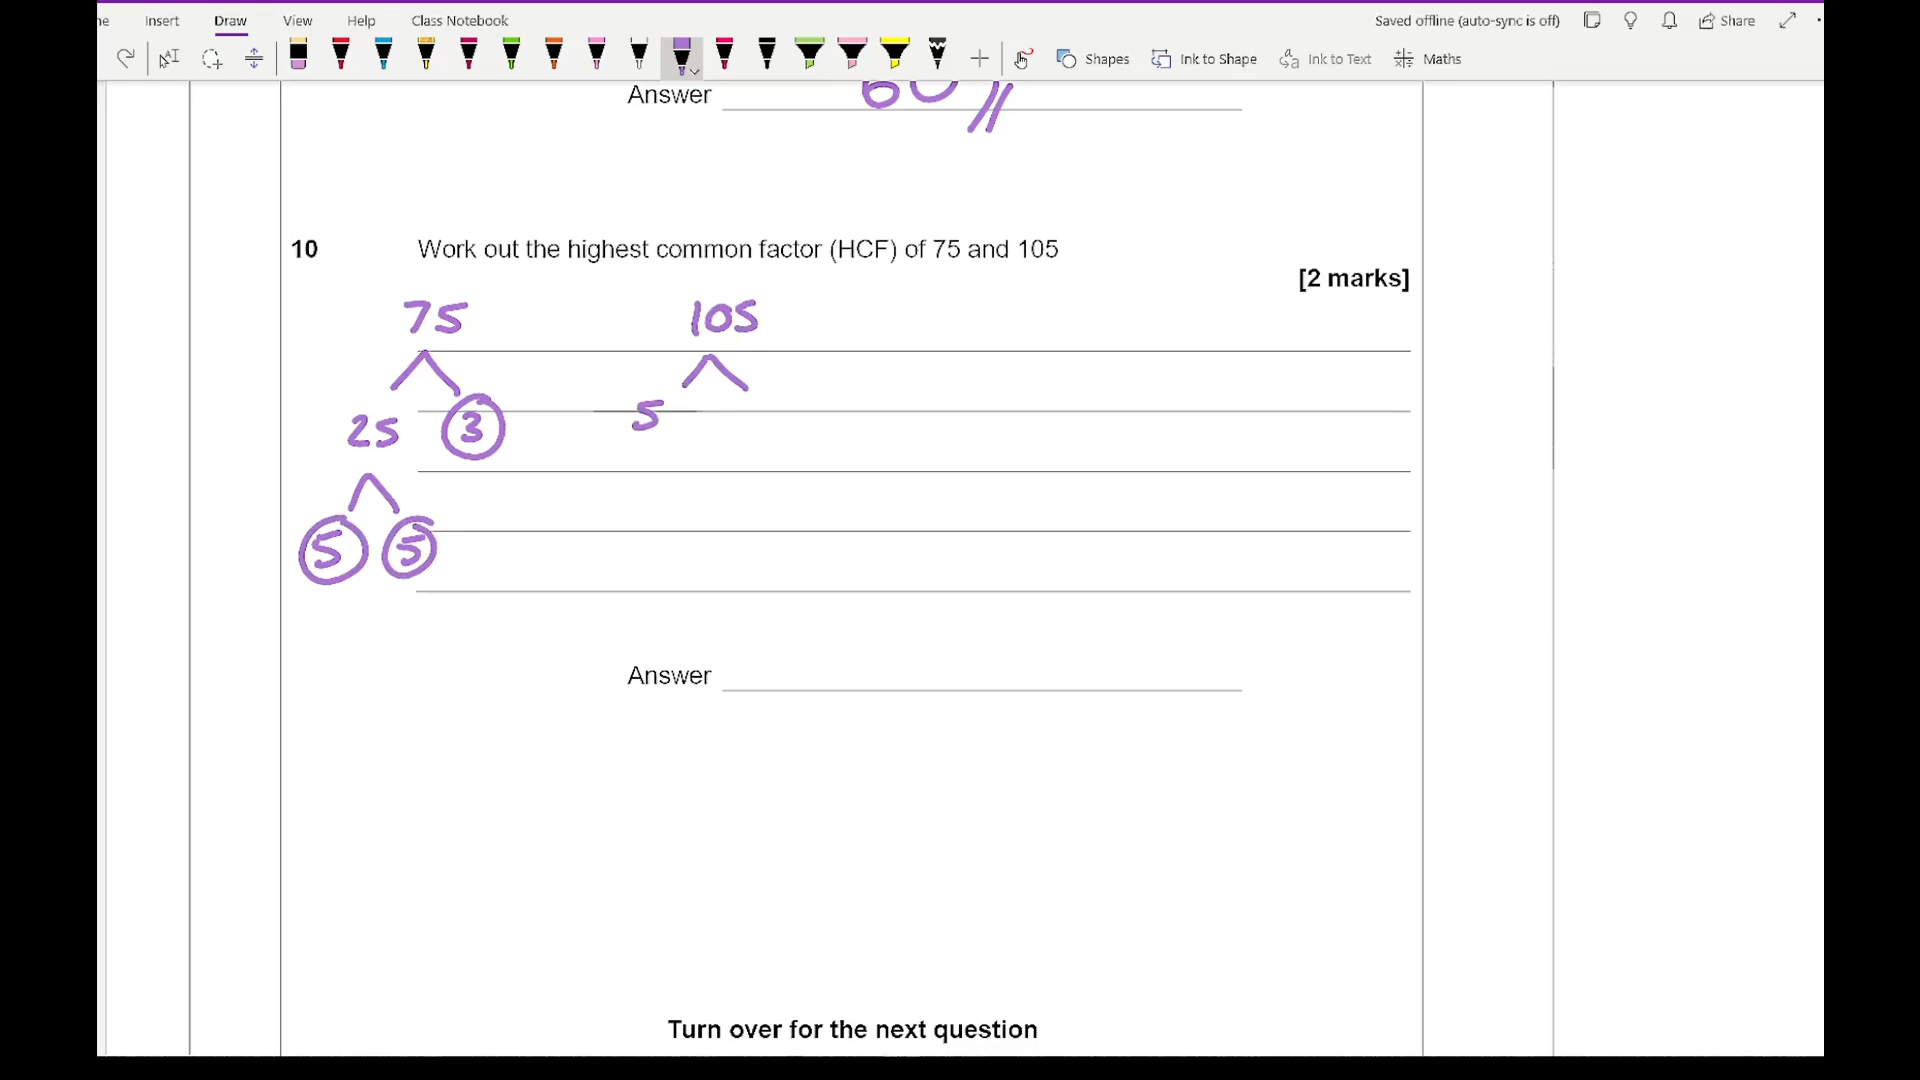 Insert Draw View Help Class Notebook Saved offline (auto-sync is off) Share
Shapes Ink to Shape Ink to Text Maths
Answer 60
10 Work out the highest common factor (HCF) of 75 and 105
[2 marks]
75 105
25 3 5
5 5
Answer
Turn over for the next question